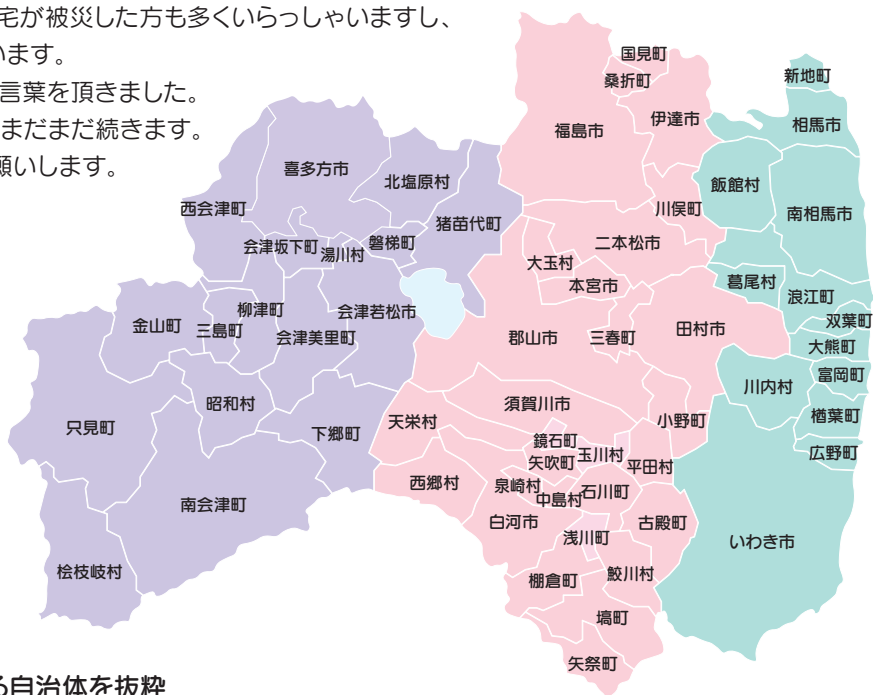 宅が被災した方も多くいらっしゃいますし、
います。
言葉を頂きました。
まだまだ続きます。
願いします。
国見町
桑折町
新地町
福島市
伊達市
相馬市
喜多方市
北塩原村
飯館村
西会津町
猪苗代町
川俣町
南相馬市
会津坂下町
湯川村
磐梯町
二本松市
大玉村
本宮市
葛尾村
浪江町
柳津町
会津若松市
金山町
三島町
会津美里町
郡山市
三春町
田村市
双葉町
大熊町
富岡町
川内村
昭和村
須賀川市
楢葉町
只見町
下郷町
天栄村
小野町
鏡石町
玉川村
広野町
矢吹町
平田村
西郷村
泉崎村
中島村
石川町
南会津町
白河市
古殿町
浅川町
いわき市
桧枝岐村
棚倉町
鮫川村
塙町
矢祭町
る自治体を抜粋